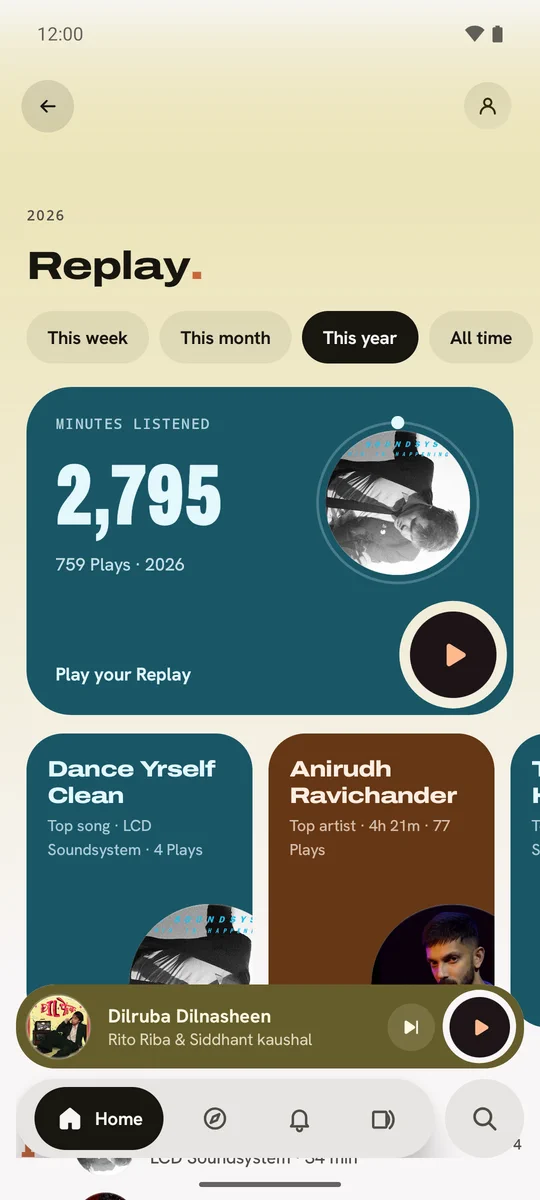 12:00
2026
Replay.
This week
This month
This year
All time
MINUTES LISTENED
2,795
759 Plays · 2026
Play your Replay
Dance Yrself
Clean
Top song · LCD
Soundsystem · 4 Plays
Anirudh
Ravichander
Top artist · 4h 21m · 77
Plays
Dilruba Dilnasheen
Rito Riba & Siddhant kaushal
Home
4
LCD Soundsystem · 34 min